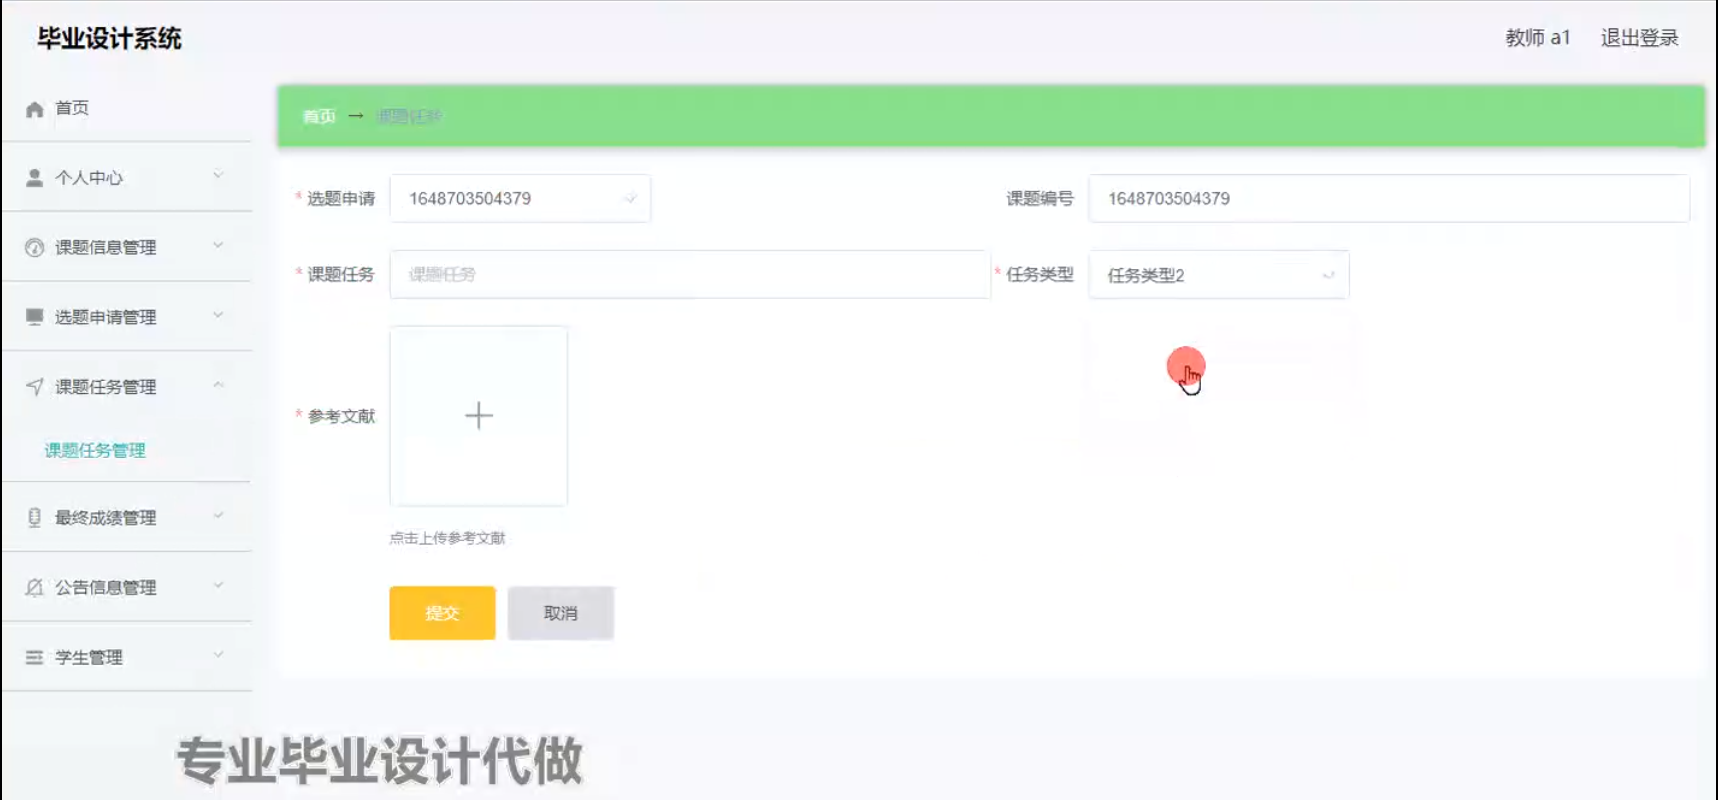 毕业设计系统
教师 a1 退出登录
首页
首页 → 课题任务
个人中心
* 选题申请 1648703504379 课题编号 1648703504379
课题信息管理
* 课题任务 课题任务 * 任务类型 任务类型2
选题申请管理
课题任务管理
* 参考文献
课题任务管理
最终成绩管理
点击上传参考文献
公告信息管理
提交 取消
学生管理
专业毕业设计代做